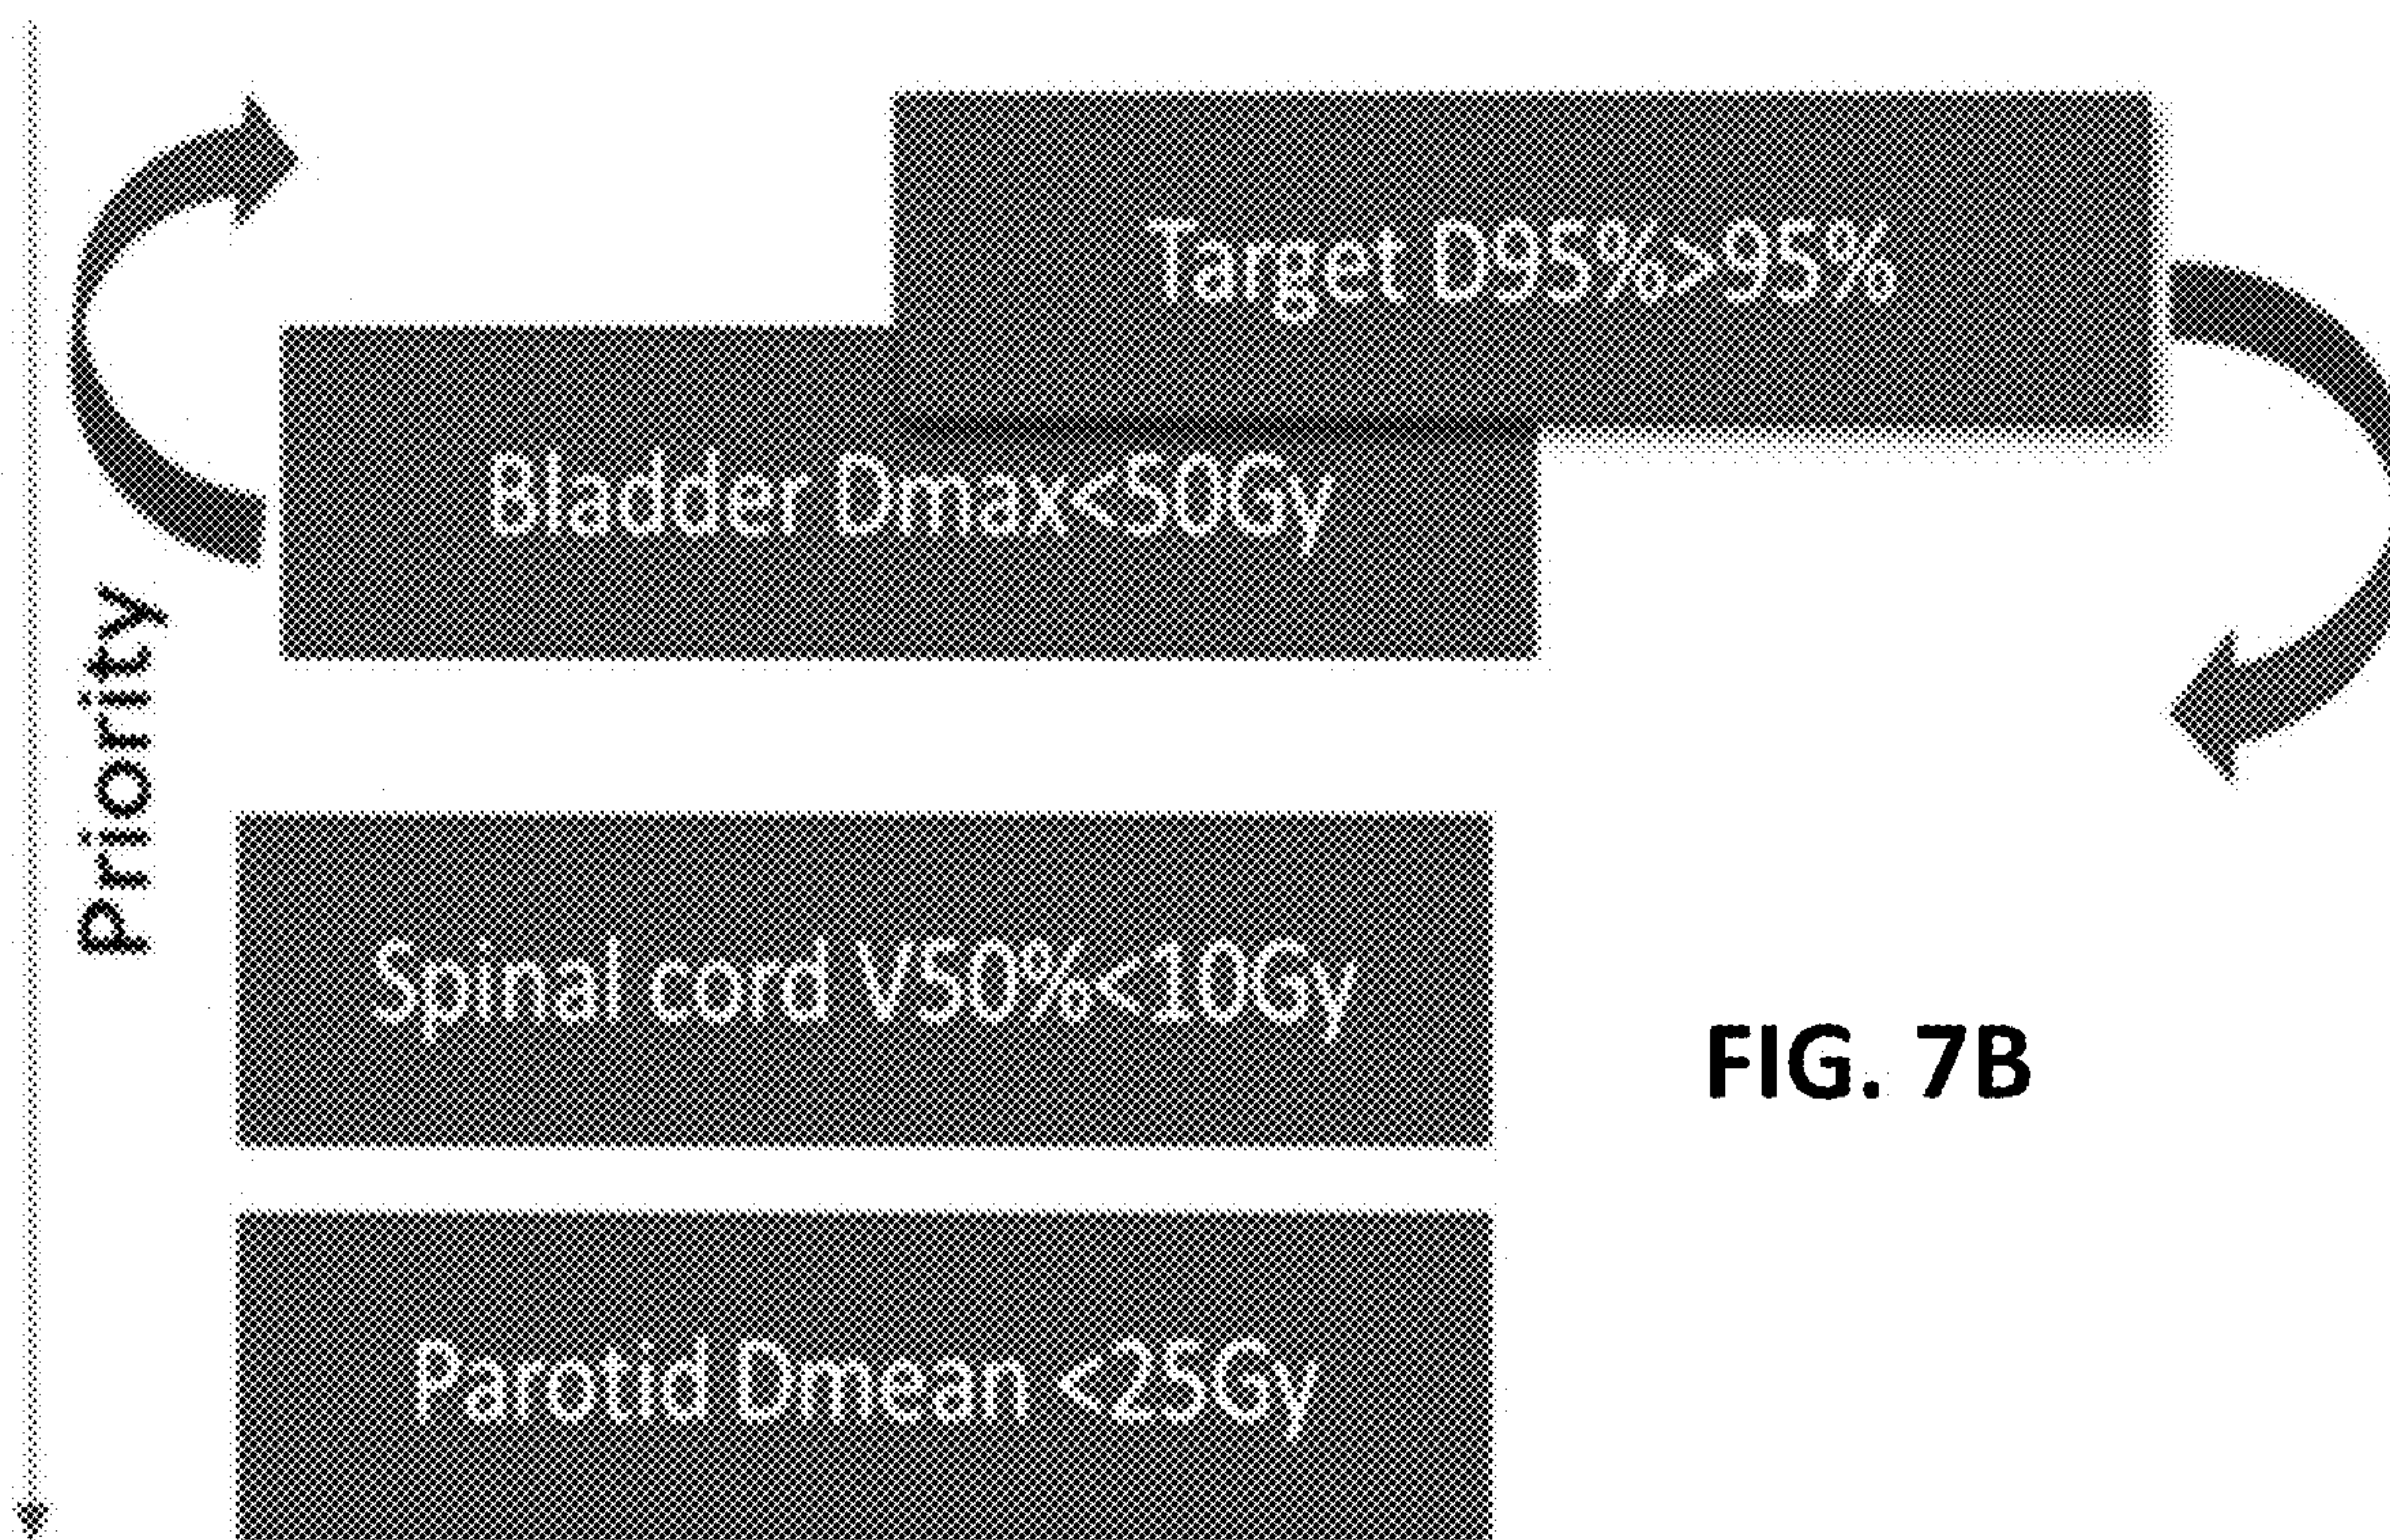 Target D95%>95%
Bladder Dmax<50Gy
Priority
Spinal cord V50%<10Gy
FIG. 7B
Parotid Dmean <25Gy